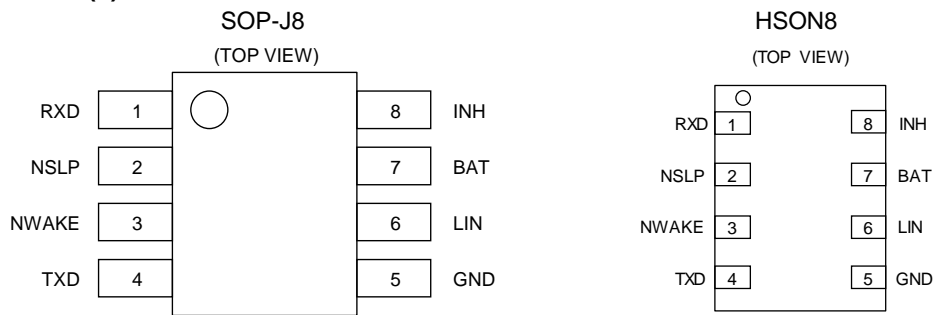 SOP-J8
(TOP VIEW)
RXD 1 8 INH
NSLP 2 7 BAT
NWAKE 3 6 LIN
TXD 4 5 GND
HSON8
(TOP VIEW)
RXD 1 8 INH
NSLP 2 7 BAT
NWAKE 3 6 LIN
TXD 4 5 GND